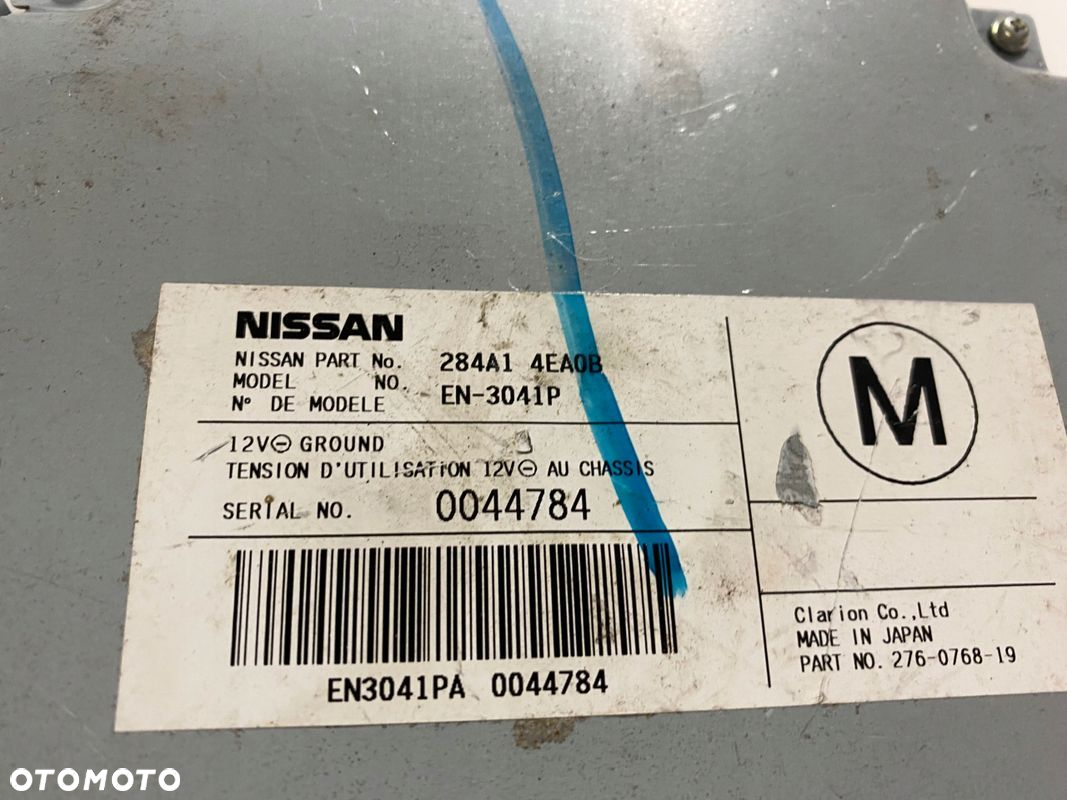 NISSAN
NISSAN PART No. 284A1 4EA0B
MODEL NO. EN-3041P
N° DE MODELE
12V⊖ GROUND
TENSION D'UTILISATION 12V⊖ AU CHASSIS
SERIAL NO. 0044784
EN3041PA 0044784
M
Clarion Co.,Ltd
MADE IN JAPAN
PART NO. 276-0768-19
OTOMOTO